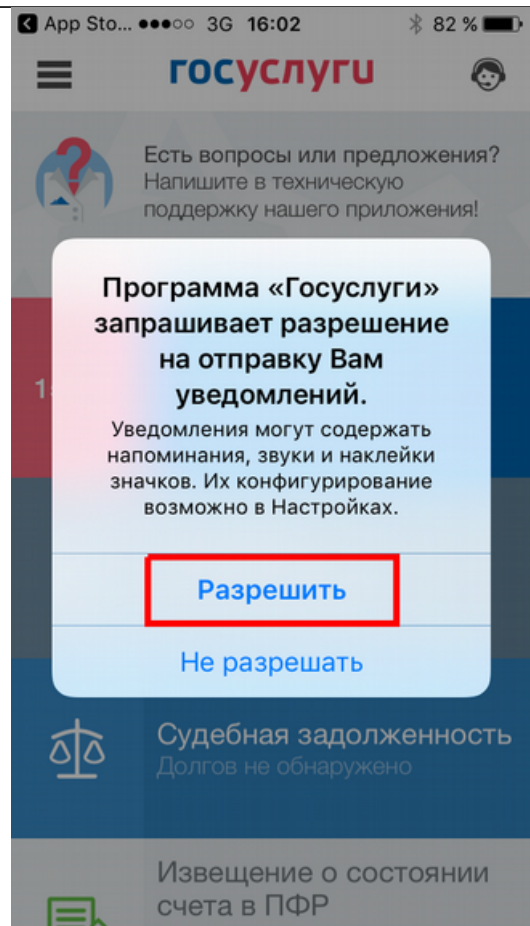 App Sto... 3G 16:02 82 %
госуслуги
Есть вопросы или предложения?
Напишите в техническую
поддержку нашего приложения!
Программа «Госуслуги»
запрашивает разрешение
на отправку Вам
уведомлений.
Уведомления могут содержать
напоминания, звуки и наклейки
значков. Их конфигурирование
возможно в Настройках.
Разрешить
Не разрешать
Судебная задолженность
Долгов не обнаружено
Извещение о состоянии
счета в ПФР